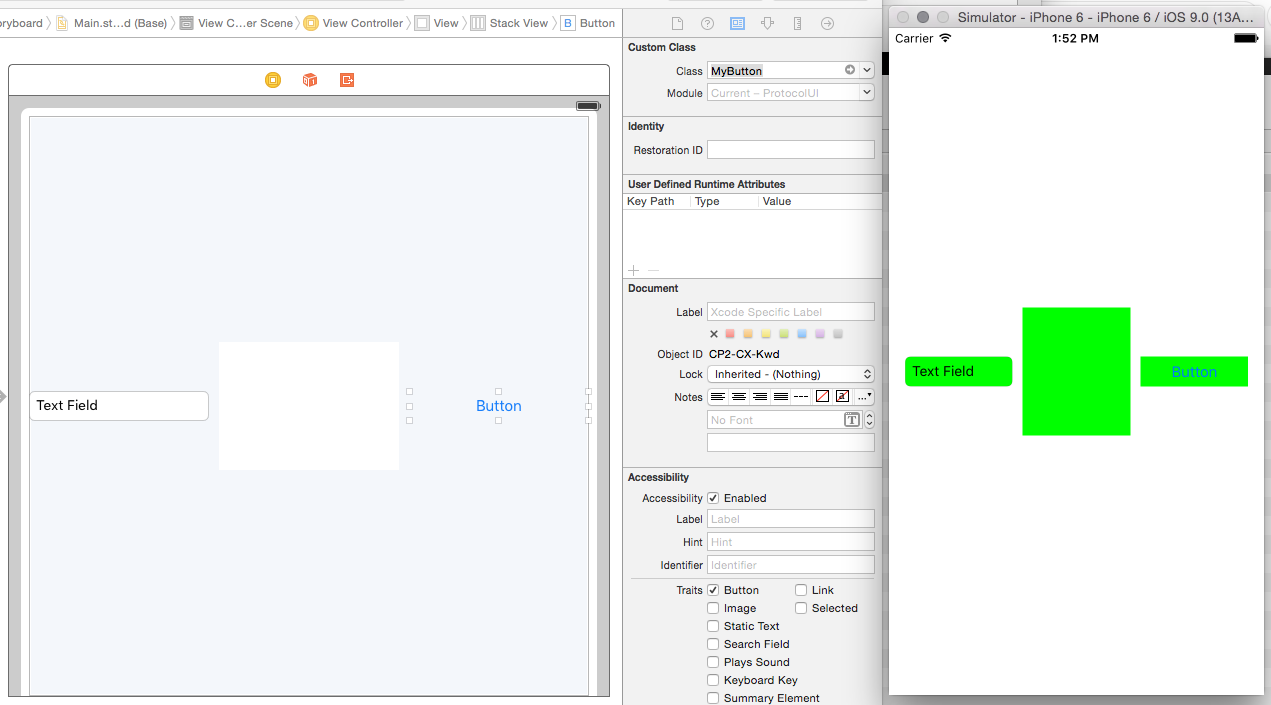 oryboard Main.st...d (Base) View C...er Scene View Controller View Stack View B Button
Text Field
Button
Custom Class
Class MyButton
Module Current – ProtocolUI
Identity
Restoration ID
User Defined Runtime Attributes
Key Path Type Value
Document
Label Xcode Specific Label
Object ID CP2-CX-Kwd
Lock Inherited - (Nothing)
Notes
No Font T
Accessibility
Accessibility Enabled
Label Label
Hint Hint
Identifier Identifier
Traits Button Link
Image Selected
Static Text
Search Field
Plays Sound
Keyboard Key
Summary Element
Simulator - iPhone 6 - iPhone 6 / iOS 9.0 (13A...
Carrier 1:52 PM
Text Field
Button